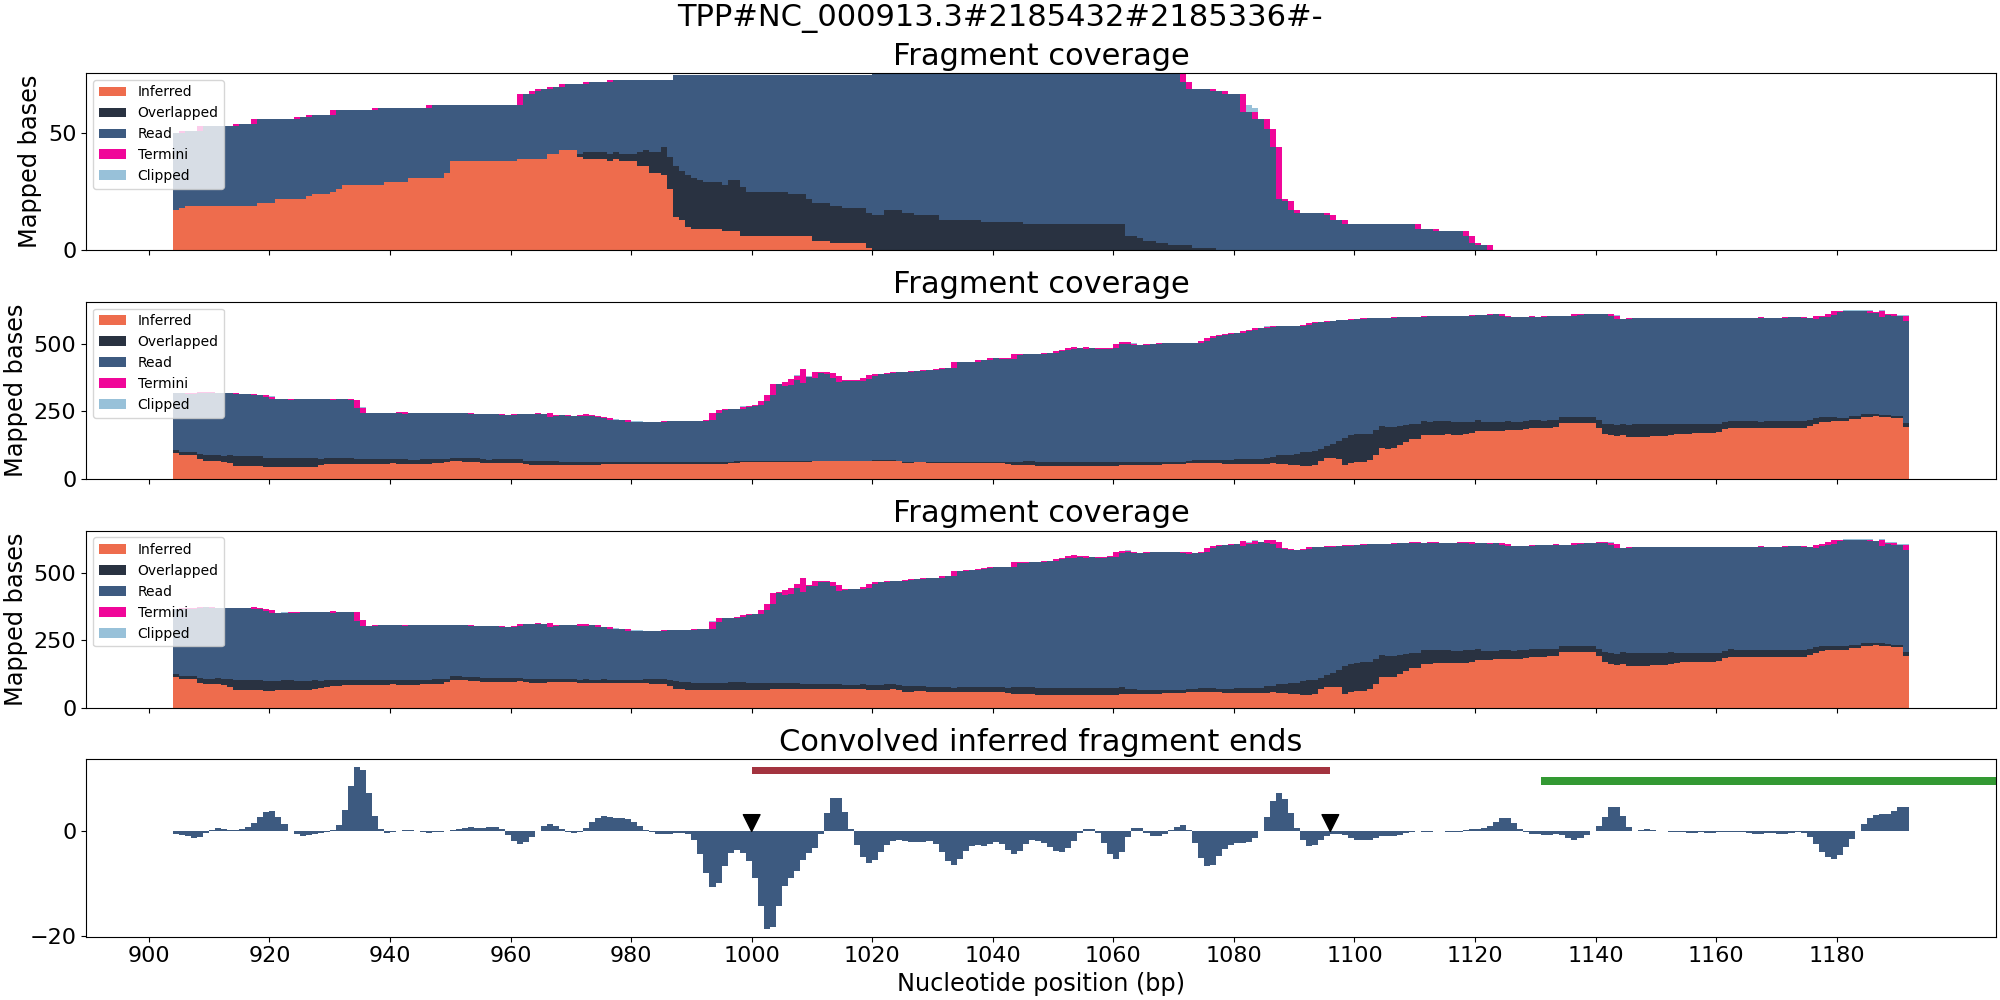 TPP#NC_000913.3#2185432#2185336#-
Fragment coverage
Mapped bases
50
0
Inferred
Overlapped
Read
Termini
Clipped
Fragment coverage
Mapped bases
500
250
0
Inferred
Overlapped
Read
Termini
Clipped
Fragment coverage
Mapped bases
500
250
0
Inferred
Overlapped
Read
Termini
Clipped
Convolved inferred fragment ends
0
−20
900 920 940 960 980 1000 1020 1040 1060 1080 1100 1120 1140 1160 1180
Nucleotide position (bp)